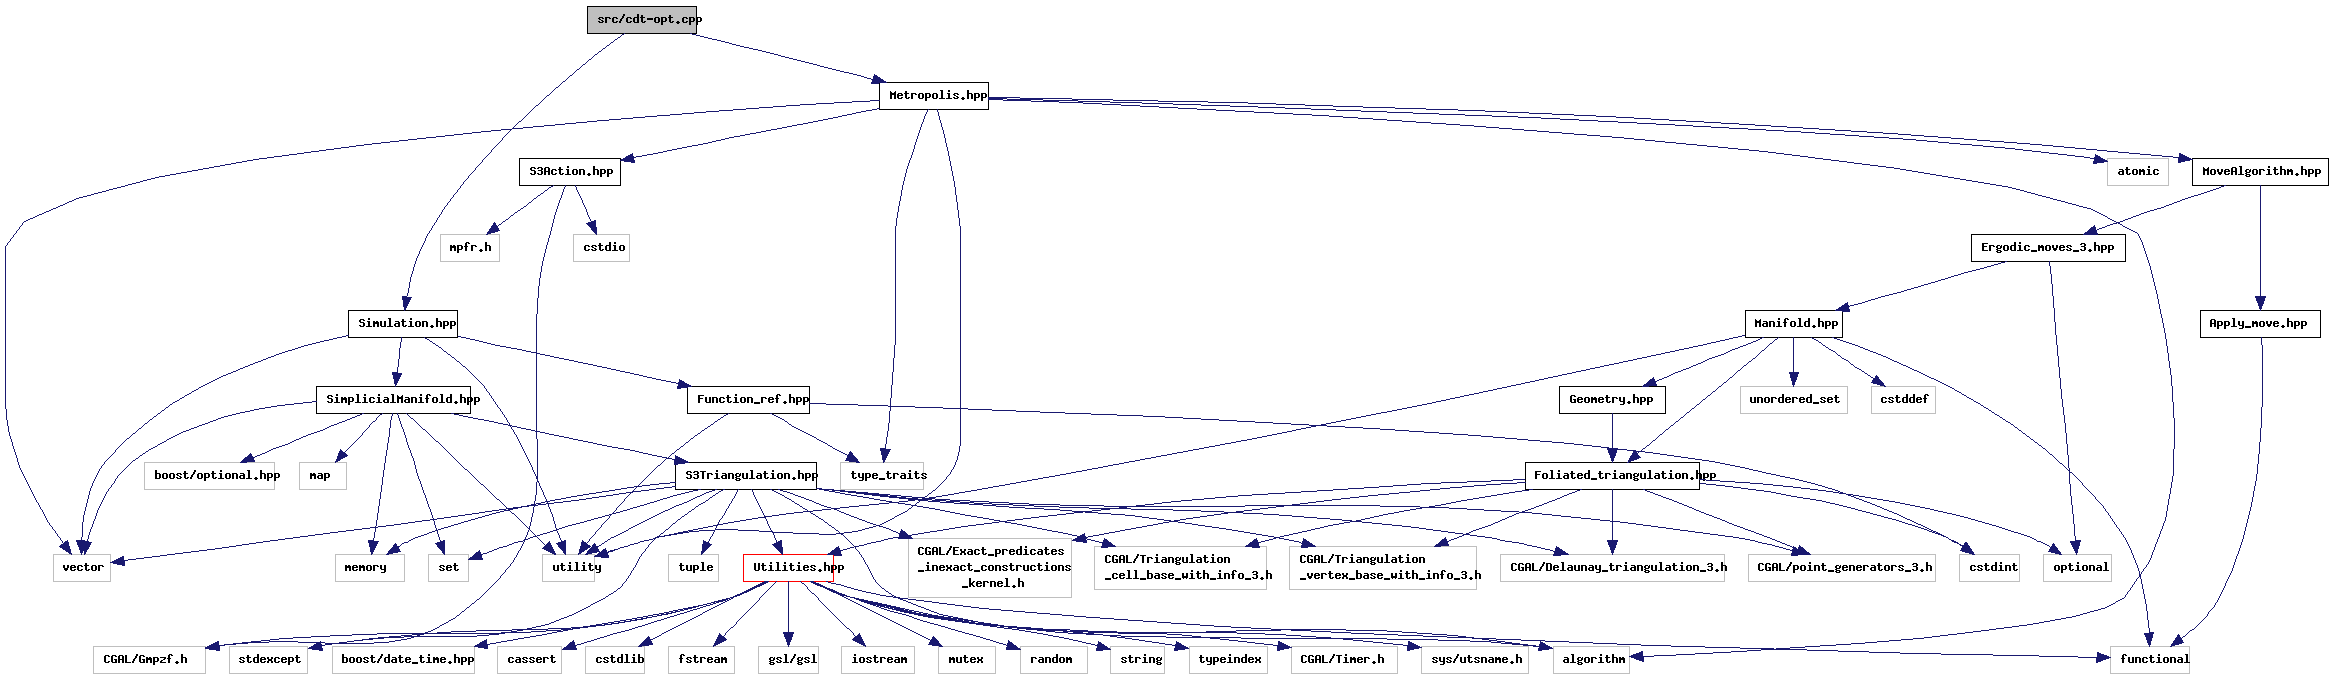 src/cdt-opt.cpp
Metropolis.hpp
S3Action.hpp
atomic
MoveAlgorithm.hpp
mpfr.h
cstdio
Ergodic_moves_3.hpp
Simulation.hpp
Manifold.hpp
Apply_move.hpp
SimplicialManifold.hpp
Function_ref.hpp
Geometry.hpp
unordered_set
cstddef
boost/optional.hpp
map
S3Triangulation.hpp
type_traits
Foliated_triangulation.hpp
vector
memory
set
utility
tuple
Utilities.hpp
CGAL/Exact_predicates
_inexact_constructions
_kernel.h
CGAL/Triangulation
_cell_base_with_info_3.h
CGAL/Triangulation
_vertex_base_with_info_3.h
CGAL/Delaunay_triangulation_3.h
CGAL/point_generators_3.h
cstdint
optional
CGAL/Gmpzf.h
stdexcept
boost/date_time.hpp
cassert
cstdlib
fstream
gsl/gsl
iostream
mutex
random
string
typeindex
CGAL/Timer.h
sys/utsname.h
algorithm
functional